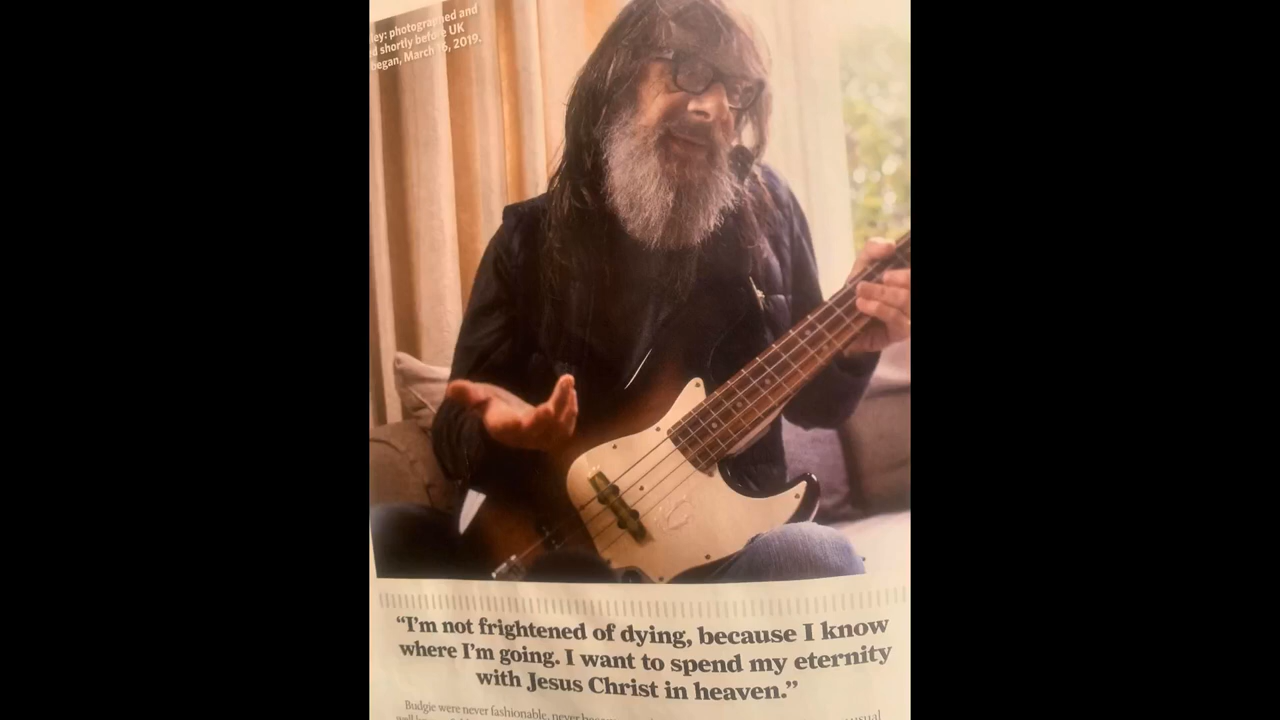 ley: photographed and
d shortly before UK
began, March 16, 2019.
“I’m not frightened of dying, because I know
where I’m going. I want to spend my eternity
with Jesus Christ in heaven.”
Budgie were never fashionable, never